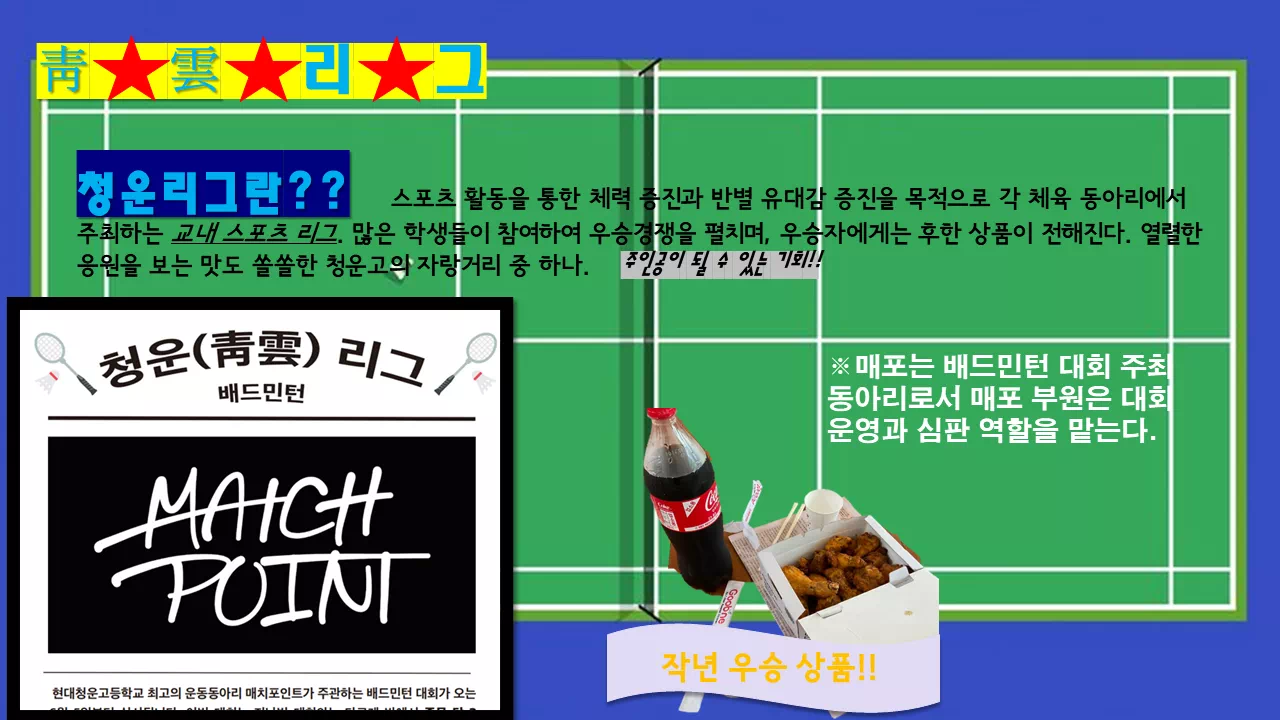 靑★雲★리★그
청운리그란?? 스포츠 활동을 통한 체력 증진과 반별 유대감 증진을 목적으로 각 체육 동아리에서
주최하는 교내 스포츠 리그. 많은 학생들이 참여하여 우승경쟁을 펼치며, 우승자에게는 후한 상품이 전해진다. 열렬한
응원을 보는 맛도 쏠쏠한 청운고의 자랑거리 중 하나. 주인공이 될 수 있는 기회!!
청운(靑雲) 리그
배드민턴
MATCH
POINT
현대청운고등학교 최고의 운동동아리 매치포인트가 주관하는 배드민턴 대회가 오는
※매포는 배드민턴 대회 주최
동아리로서 매포 부원은 대회
운영과 심판 역할을 맡는다.
작년 우승 상품!!